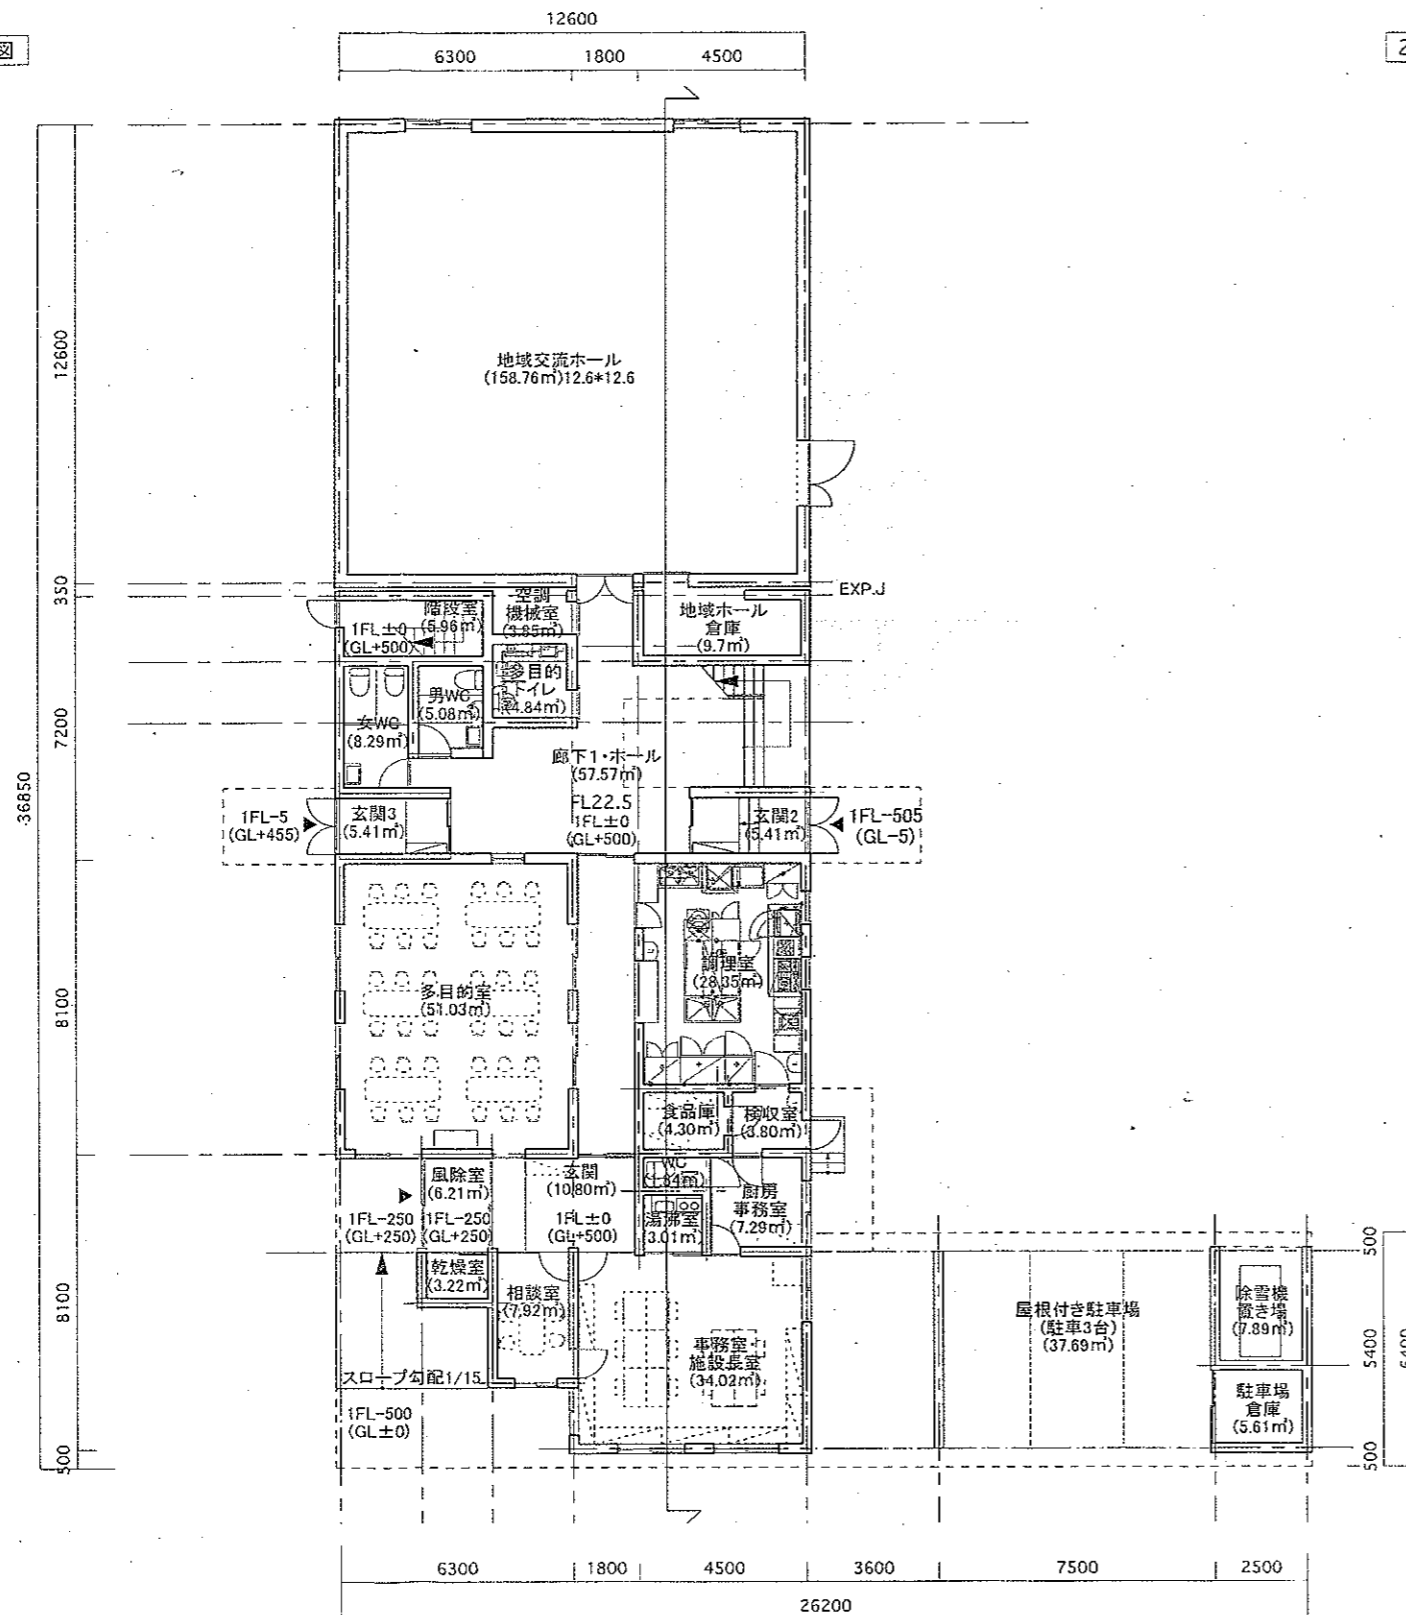 12600
図
2
6300 1800 4500
12600
地域交流ホール
(158.76㎡)12.6*12.6
350
EXP.J
階段室
(5.96㎡)
1FL±0
(GL+500)
空調
機械室
(3.85㎡)
地域ホール
倉庫
(9.7㎡)
多目的
トイレ
(4.84㎡)
男WC
(5.08㎡)
女WC
(8.29㎡)
7200
廊下1・ホール
(57.57㎡)
FL22.5
1FL±0
(GL+500)
36850
1FL-5
(GL+455)
玄関3
(5.41㎡)
玄関2
(5.41㎡)
1FL-505
(GL-5)
調理室
(28.35㎡)
多目的室
(51.03㎡)
8100
食品庫
(4.30㎡)
検収室
(3.80㎡)
風除室
(6.21㎡)
玄関
(10.80㎡)
WC
厨房
事務室
(7.29㎡)
湯沸室
(3.01㎡)
1FL-250
(GL+250)
1FL-250
(GL+250)
1FL±0
(GL+500)
500
乾燥室
(3.22㎡)
相談室
(7.92㎡)
8100
屋根付き駐車場
(駐車3台)
(37.69㎡)
除雪機
置き場
(7.89㎡)
5400
事務室・
施設長室
(34.02㎡)
スロープ勾配1/15
駐車場
倉庫
(5.61㎡)
1FL-500
(GL±0)
500
500
6300 1800 4500 3600 7500 2500
26200